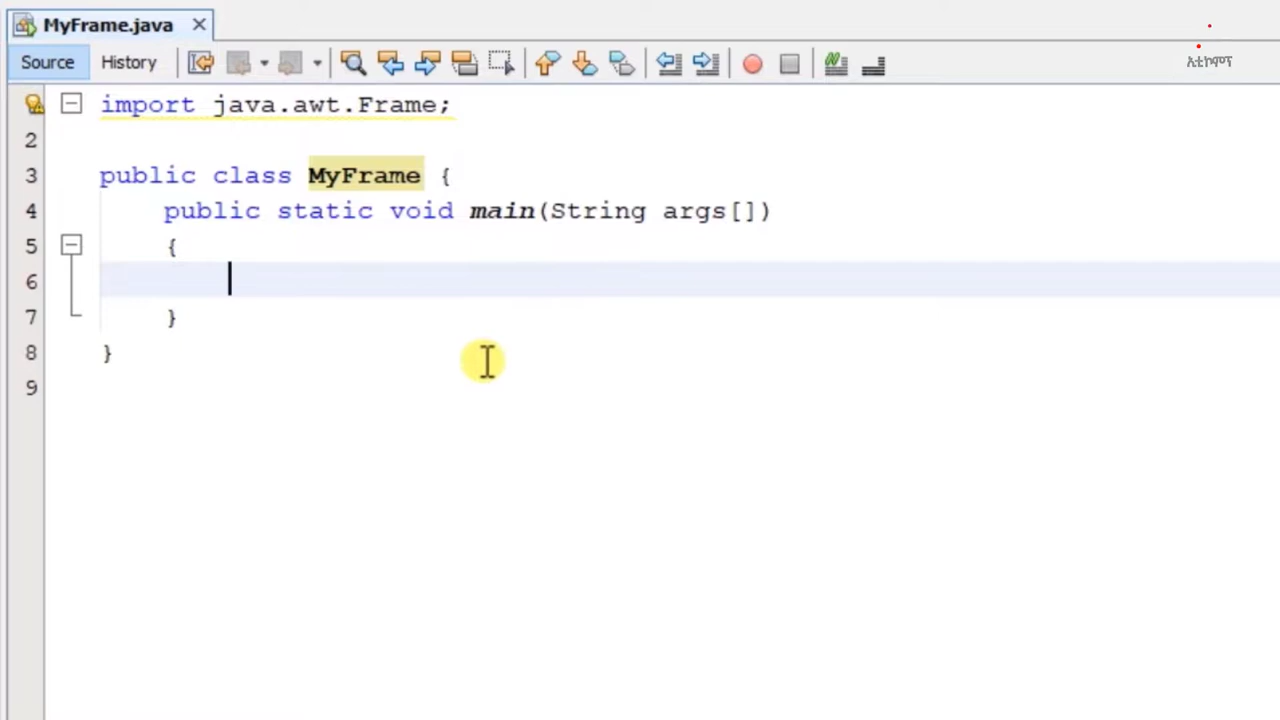 MyFrame.java
Source History
import java.awt.Frame;
2
3 public class MyFrame {
4 public static void main(String args[])
5 {
6
7 }
8 }
9
ኢቲኮምፕ